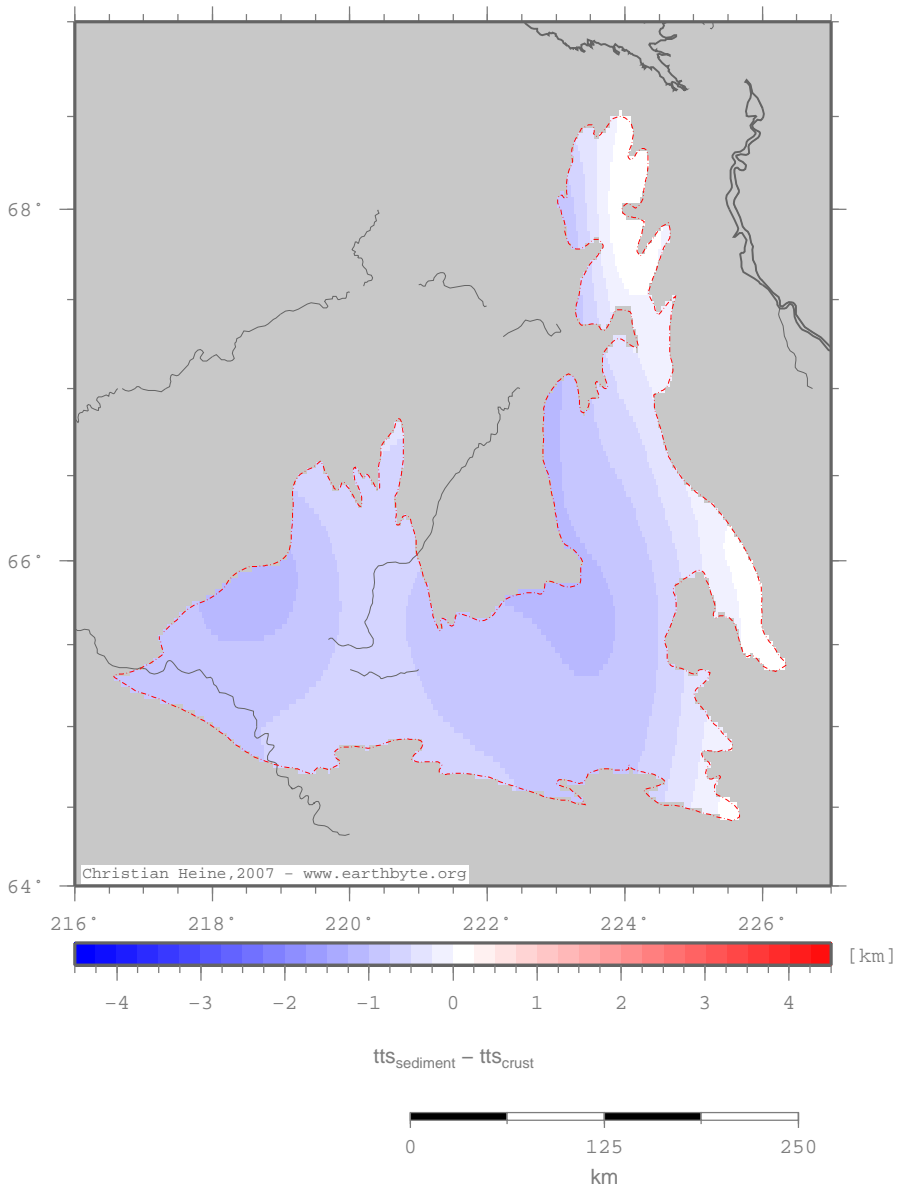 68°
66°
64°
Christian Heine,2007 – www.earthbyte.org
216° 218° 220° 222° 224° 226°
[km]
−4 −3 −2 −1 0 1 2 3 4
tts_sediment − tts_crust
0 125 250
km